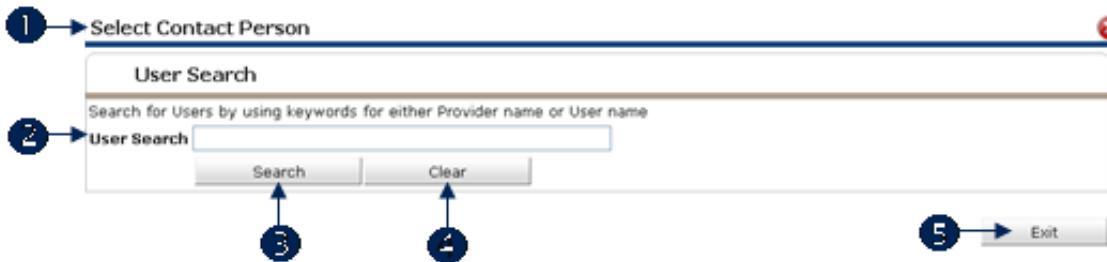 1 Select Contact Person
User Search
Search for Users by using keywords for either Provider name or User name
2 User Search
Search Clear
3 4
5 Exit